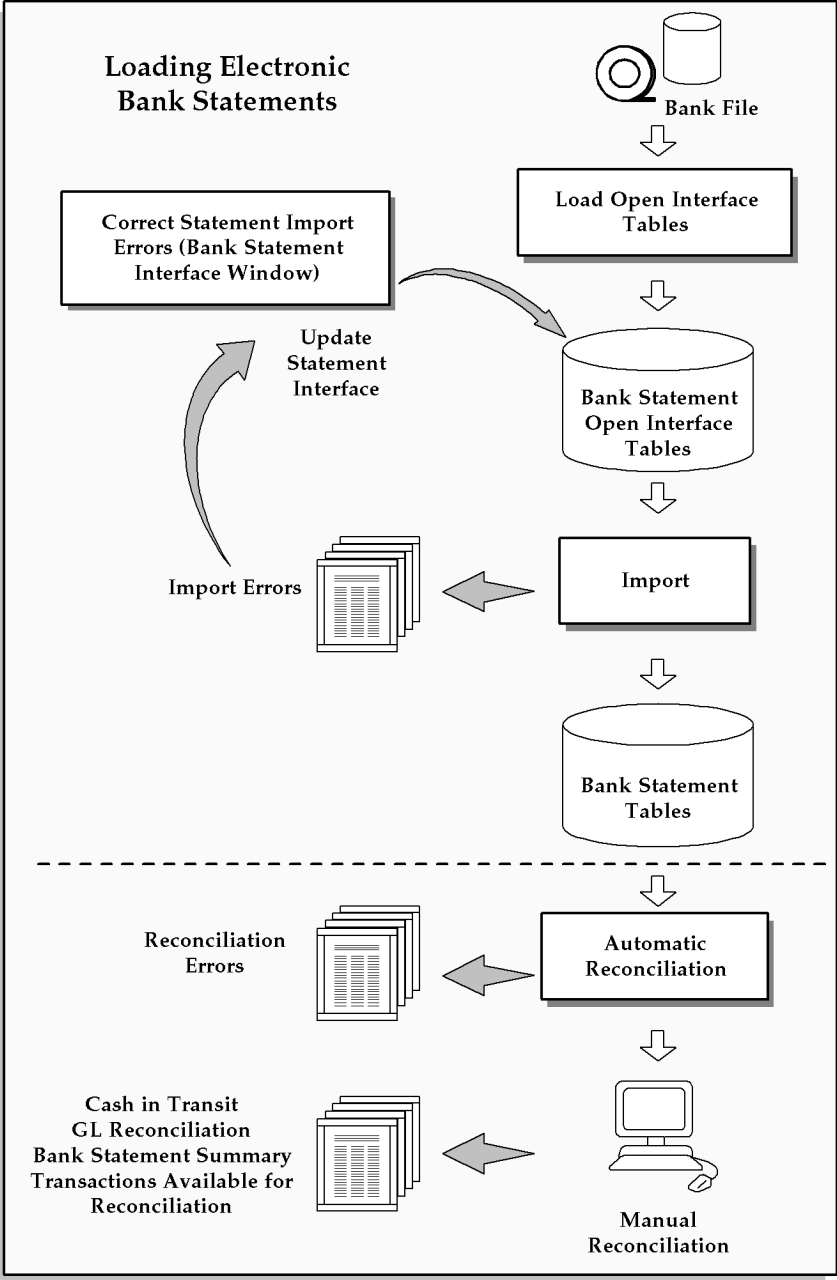 Loading Electronic
Bank Statements
Bank File
Load Open Interface
Tables
Correct Statement Import
Errors (Bank Statement
Interface Window)
Update
Statement
Interface
Bank Statement
Open Interface
Tables
Import
Import Errors
Bank Statement
Tables
Automatic
Reconciliation
Reconciliation
Errors
Cash in Transit
GL Reconciliation
Bank Statement Summary
Transactions Available for
Reconciliation
Manual
Reconciliation